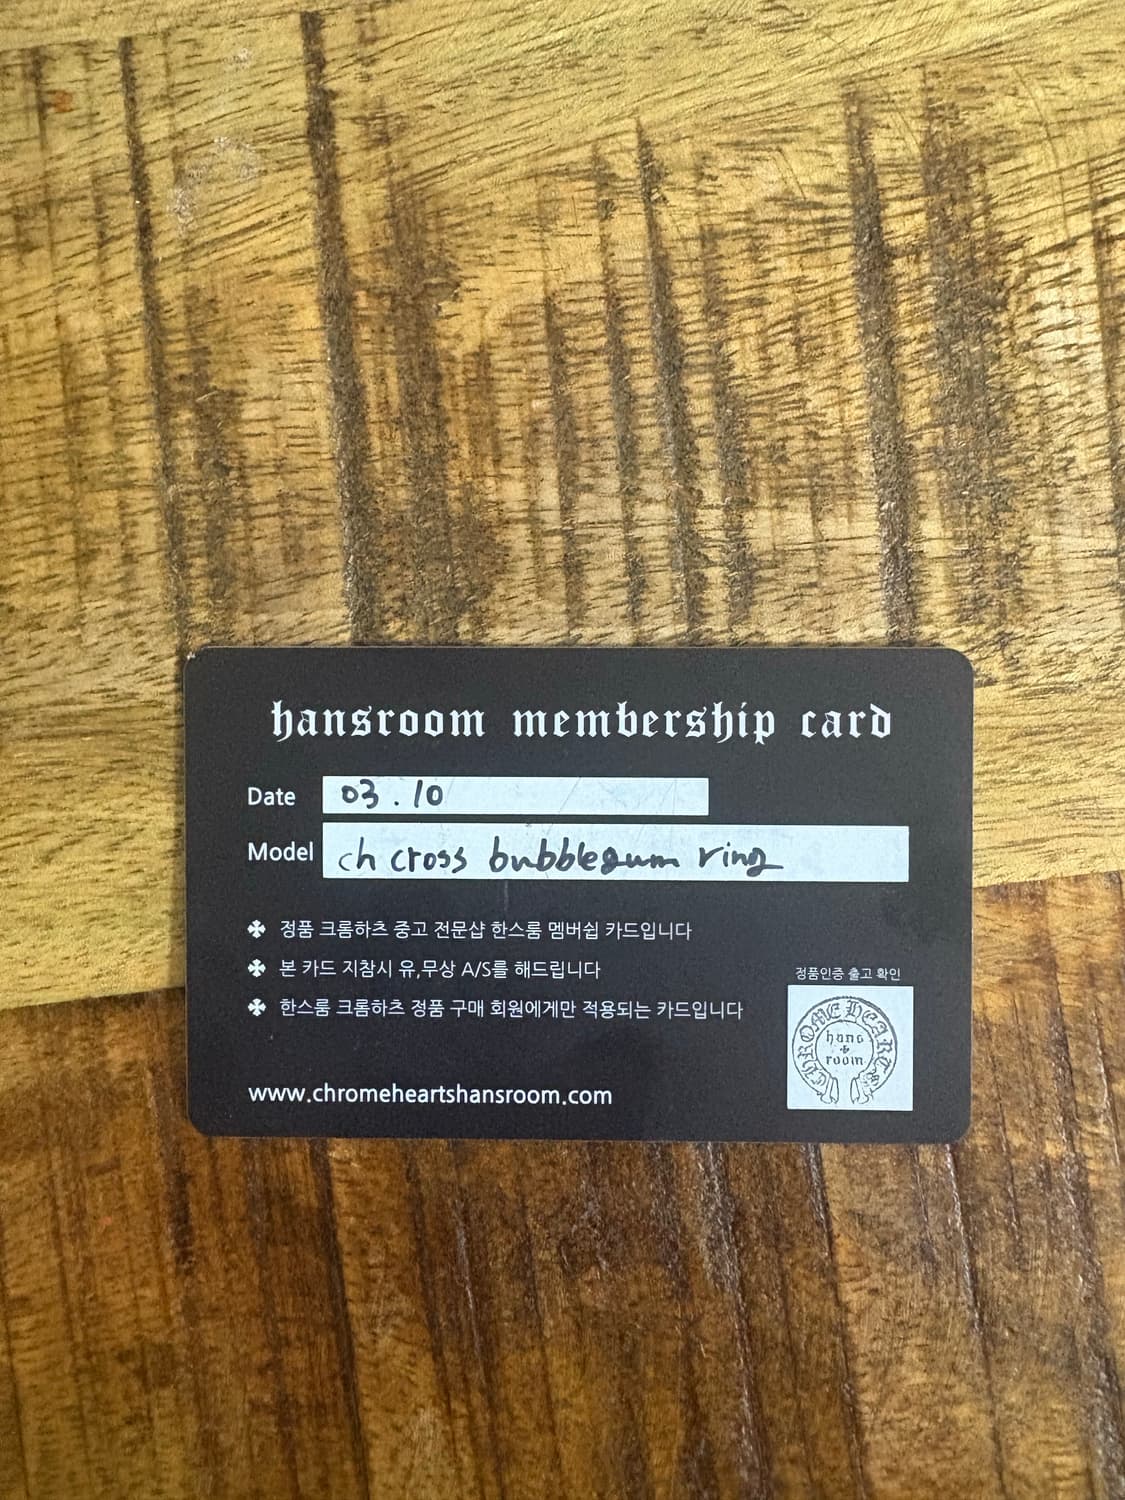 hansroom membership card
Date 03.10
Model ch cross bubblegum ring
정품 크롬하츠 중고 전문샵 한스룸 멤버쉽 카드입니다
본 카드 지참시 유,무상 A/S를 해드립니다
한스룸 크롬하츠 정품 구매 회원에게만 적용되는 카드입니다
정품인증 출고 확인
CHROME HEARTS
hans
room
www.chromeheartshansroom.com